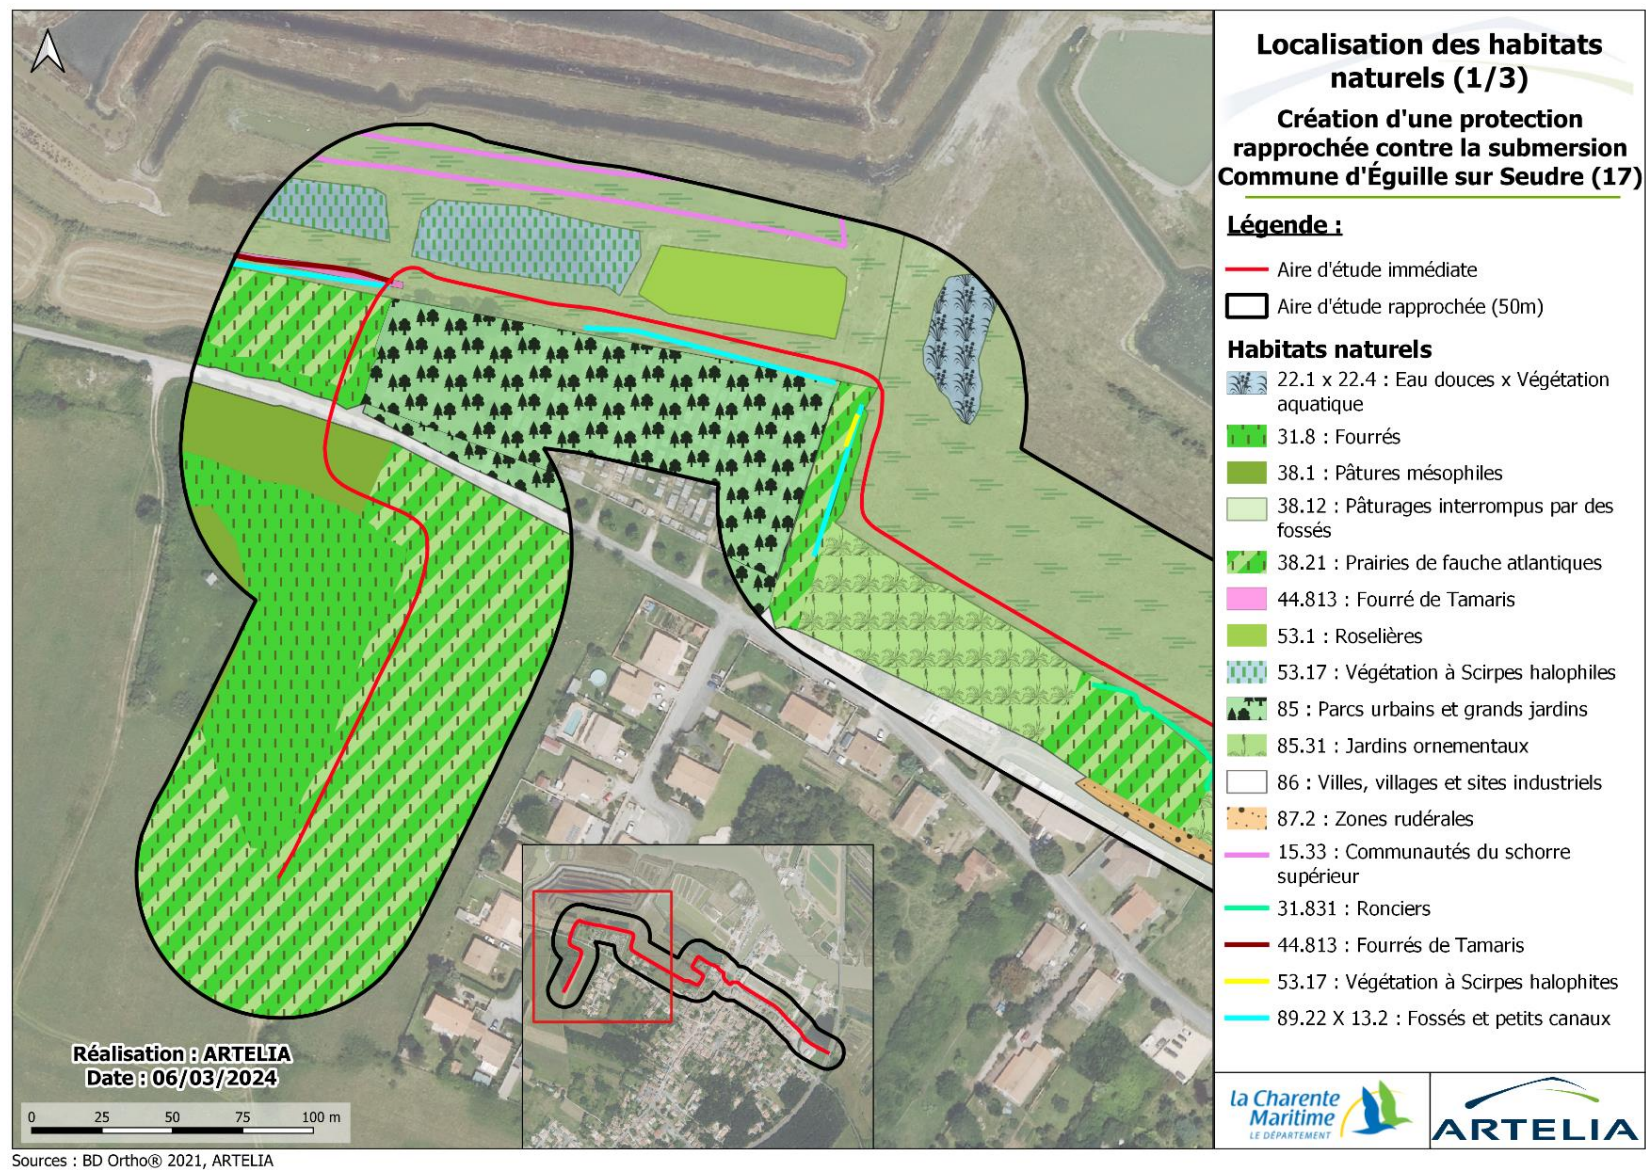 Localisation des habitats
naturels (1/3)
Création d'une protection
rapprochée contre la submersion
Commune d'Éguille sur Seudre (17)
Légende :
Aire d'étude immédiate
Aire d'étude rapprochée (50m)
Habitats naturels
22.1 x 22.4 : Eau douces x Végétation
aquatique
31.8 : Fourrés
38.1 : Pâtures mésophiles
38.12 : Pâturages interrompus par des
fossés
38.21 : Prairies de fauche atlantiques
44.813 : Fourré de Tamaris
53.1 : Roselières
53.17 : Végétation à Scirpes halophiles
85 : Parcs urbains et grands jardins
85.31 : Jardins ornementaux
86 : Villes, villages et sites industriels
87.2 : Zones rudérales
15.33 : Communautés du schorre
supérieur
31.831 : Ronciers
44.813 : Fourrés de Tamaris
53.17 : Végétation à Scirpes halophites
89.22 X 13.2 : Fossés et petits canaux
la Charente
Maritime
LE DÉPARTEMENT
ARTELIA
Réalisation : ARTELIA
Date : 06/03/2024
0 25 50 75 100 m
Sources : BD Ortho® 2021, ARTELIA